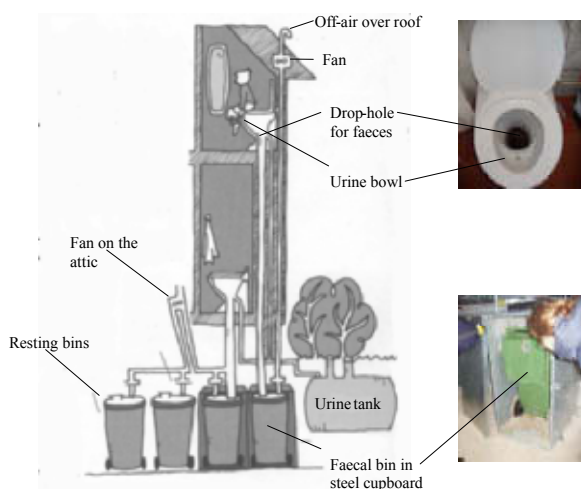 Off-air over roof
Fan
Drop-hole
for faeces
Urine bowl
Fan on the
attic
Resting bins
Urine tank
Faecal bin in
steel cupboard